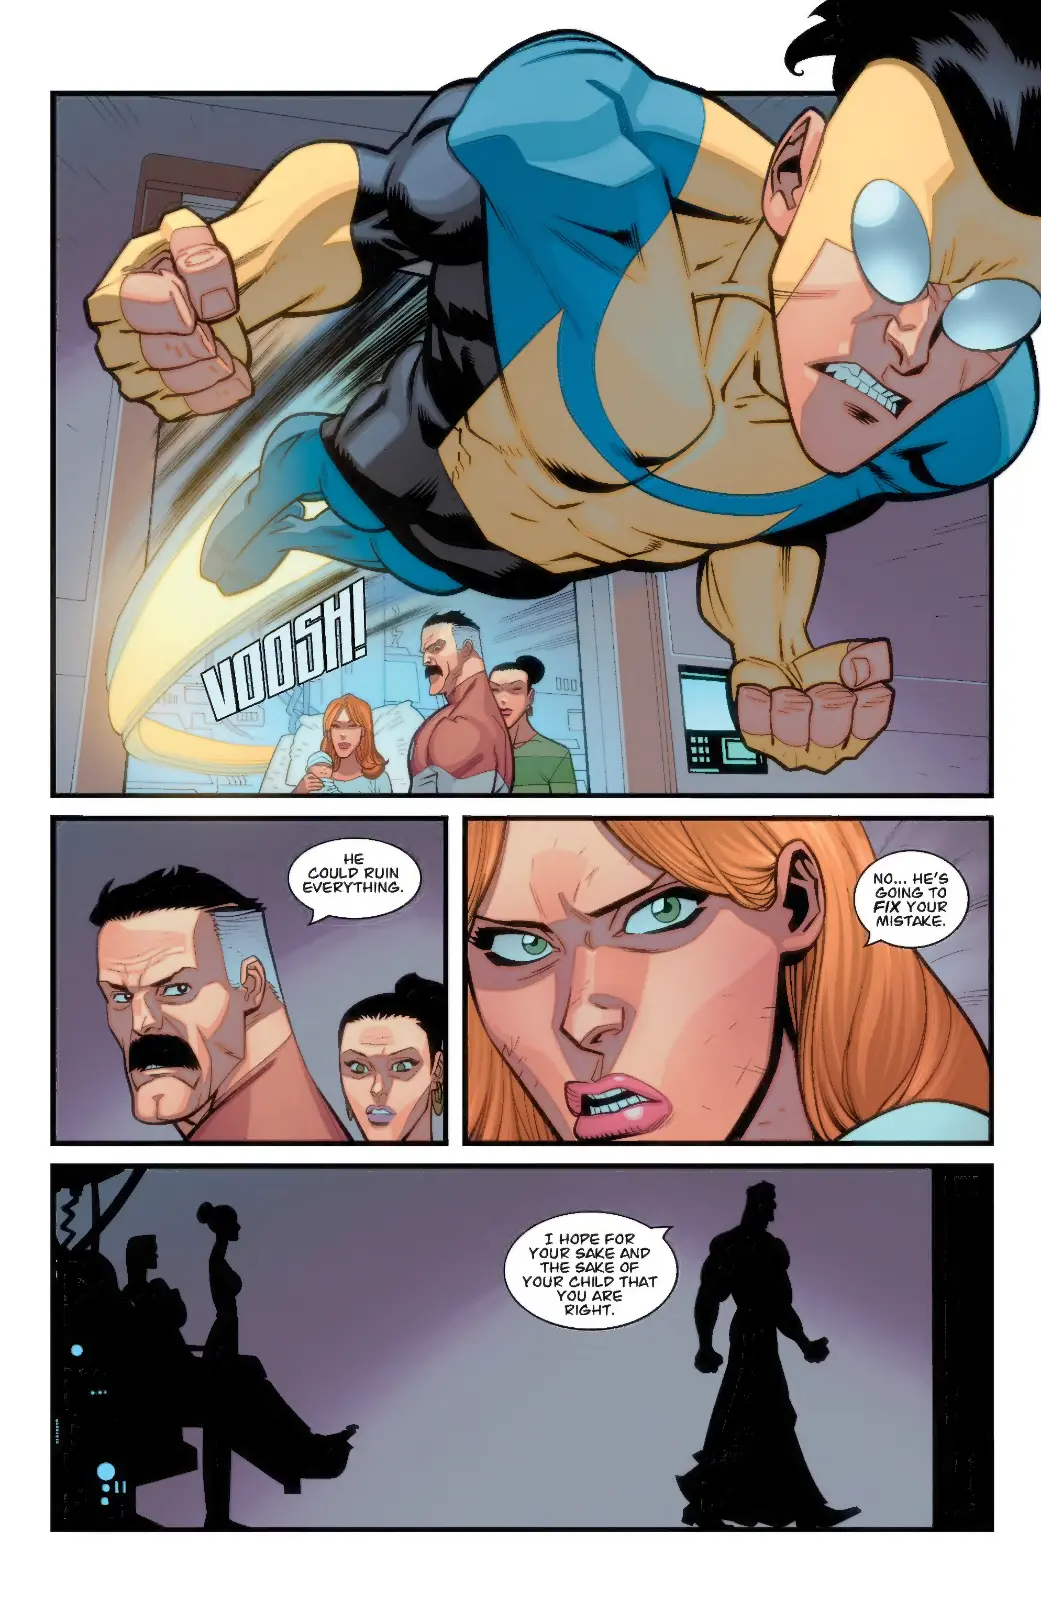 VOOSH!
HE
COULD RUIN
EVERYTHING.
NO... HE'S
GOING TO
FIX YOUR
MISTAKE.
I HOPE FOR
YOUR SAKE AND
THE SAKE OF
YOUR CHILD THAT
YOU ARE
RIGHT.